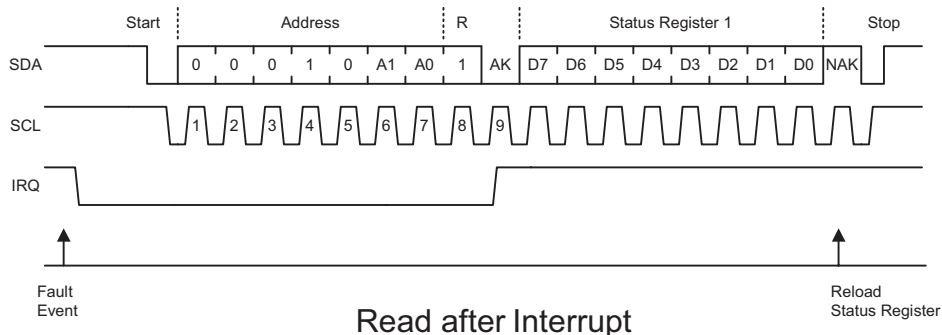 Start Address R Status Register 1 Stop
SDA 0 0 0 1 0 A1 A0 1 AK D7 D6 D5 D4 D3 D2 D1 D0 NAK
SCL 1 2 3 4 5 6 7 8 9
IRQ
Fault
Event
Reload
Status Register
Read after Interrupt